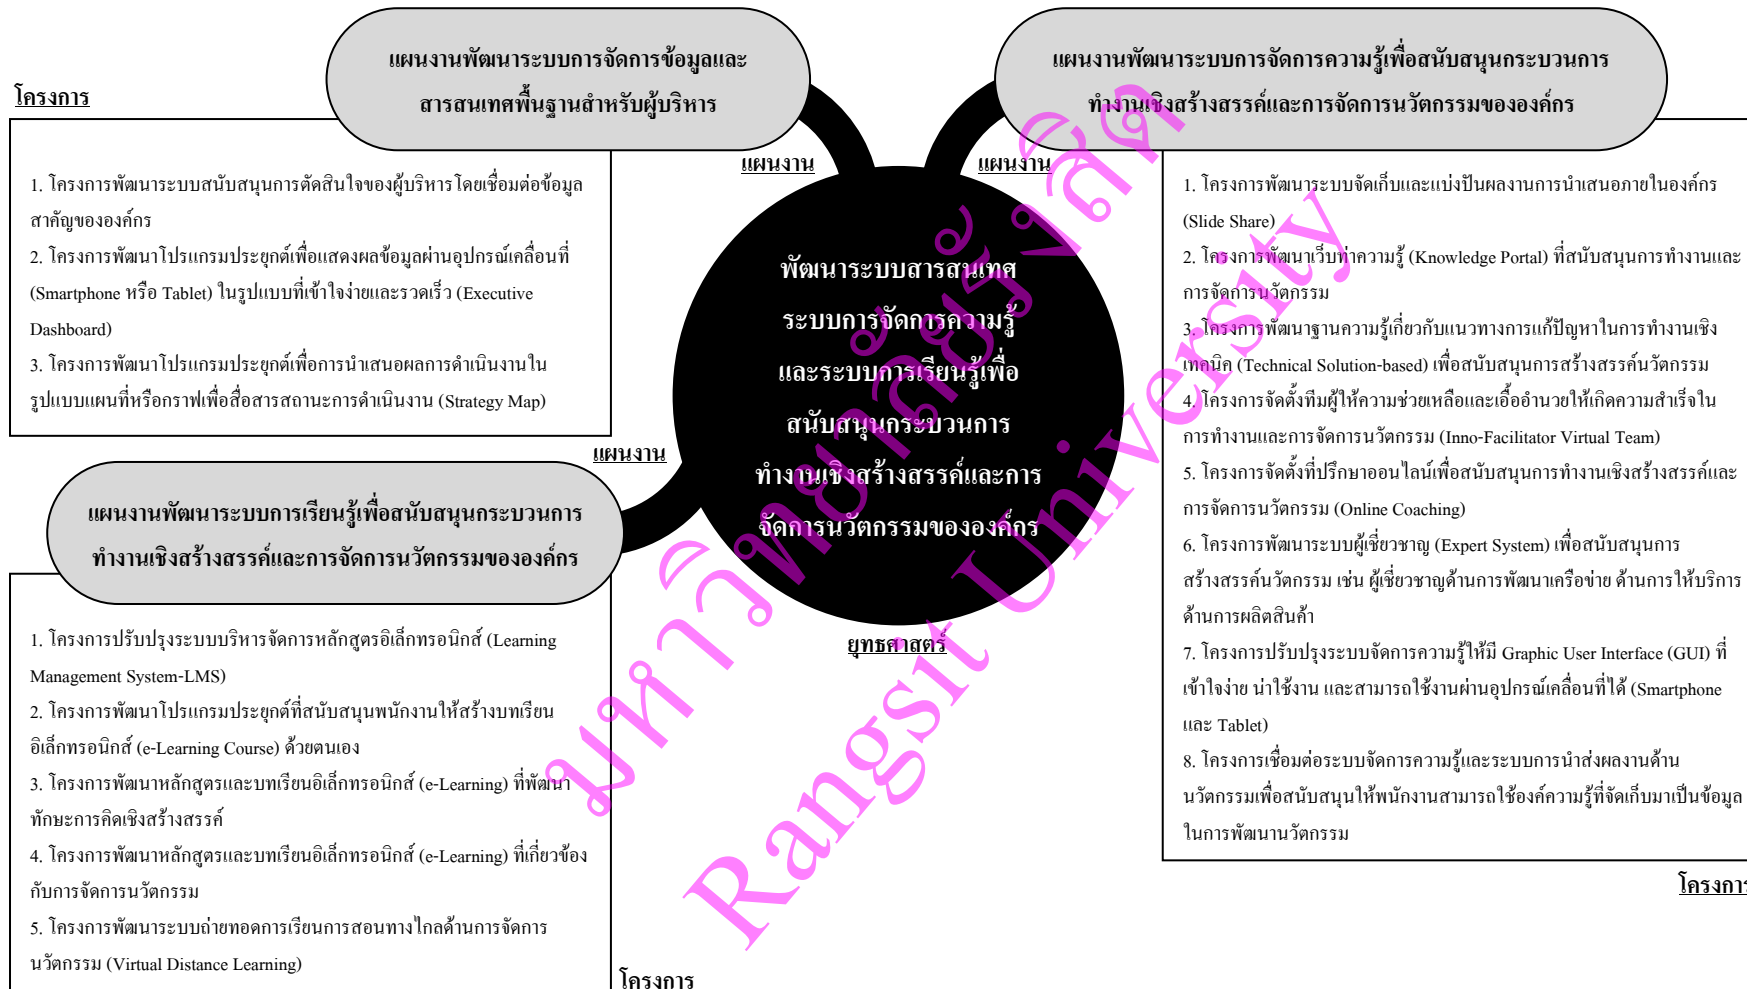 แผนงานพัฒนาระบบการจัดการข้อมูลและ
สารสนเทศพื้นฐานสำหรับผู้บริหาร
โครงการ
แผนงาน
1. โครงการพัฒนาระบบสนับสนุนการตัดสินใจของผู้บริหารโดยเชื่อมต่อข้อมูล
สาคัญขององค์กร
2. โครงการพัฒนาโปรแกรมประยุกต์เพื่อแสดงผลข้อมูลผ่านอุปกรณ์เคลื่อนที่
(Smartphone หรือ Tablet) ในรูปแบบที่เข้าใจง่ายและรวดเร็ว (Executive
Dashboard)
3. โครงการพัฒนาโปรแกรมประยุกต์เพื่อการนำเสนอผลการดำเนินงานใน
รูปแบบแผนที่หรือกราฟเพื่อสื่อสารสถานะการดำเนินงาน (Strategy Map)
แผนงานพัฒนาระบบการจัดการความรู้เพื่อสนับสนุนกระบวนการ
ทำงานเชิงสร้างสรรค์และการจัดการนวัตกรรมขององค์กร
แผนงาน
1. โครงการพัฒนาระบบจัดเก็บและแบ่งปันผลงานการนำเสนอภายในองค์กร
(Slide Share)
2. โครงการพัฒนาเว็บท่าความรู้ (Knowledge Portal) ที่สนับสนุนการทำงานและ
การจัดการนวัตกรรม
3. โครงการพัฒนาฐานความรู้เกี่ยวกับแนวทางการแก้ปัญหาในการทำงานเชิง
เทคนิค (Technical Solution-based) เพื่อสนับสนุนการสร้างสรรค์นวัตกรรม
4. โครงการจัดตั้งทีมผู้ให้ความช่วยเหลือและเอื้ออำนวยให้เกิดความสำเร็จใน
การทำงานและการจัดการนวัตกรรม (Inno-Facilitator Virtual Team)
5. โครงการจัดตั้งที่ปรึกษาออนไลน์เพื่อสนับสนุนการทำงานเชิงสร้างสรรค์และ
การจัดการนวัตกรรม (Online Coaching)
6. โครงการพัฒนาระบบผู้เชี่ยวชาญ (Expert System) เพื่อสนับสนุนการ
สร้างสรรค์นวัตกรรม เช่น ผู้เชี่ยวชาญด้านการพัฒนาเครือข่าย ด้านการให้บริการ
ด้านการผลิตสินค้า
7. โครงการปรับปรุงระบบจัดการความรู้ให้มี Graphic User Interface (GUI) ที่
เข้าใจง่าย น่าใช้งาน และสามารถใช้งานผ่านอุปกรณ์เคลื่อนที่ได้ (Smartphone
และ Tablet)
8. โครงการเชื่อมต่อระบบจัดการความรู้และระบบการนำส่งผลงานด้าน
นวัตกรรมเพื่อสนับสนุนให้พนักงานสามารถใช้องค์ความรู้ที่จัดเก็บมาเป็นข้อมูล
ในการพัฒนานวัตกรรม
โครงการ
พัฒนาระบบสารสนเทศ
ระบบการจัดการความรู้
และระบบการเรียนรู้เพื่อ
สนับสนุนกระบวนการ
ทำงานเชิงสร้างสรรค์และการ
จัดการนวัตกรรมขององค์กร
ยุทธศาสตร์
แผนงาน
แผนงานพัฒนาระบบการเรียนรู้เพื่อสนับสนุนกระบวนการ
ทำงานเชิงสร้างสรรค์และการจัดการนวัตกรรมขององค์กร
1. โครงการปรับปรุงระบบบริหารจัดการหลักสูตรอิเล็กทรอนิกส์ (Learning
Management System-LMS)
2. โครงการพัฒนาโปรแกรมประยุกต์ที่สนับสนุนพนักงานให้สร้างบทเรียน
อิเล็กทรอนิกส์ (e-Learning Course) ด้วยตนเอง
3. โครงการพัฒนาหลักสูตรและบทเรียนอิเล็กทรอนิกส์ (e-Learning) ที่พัฒนา
ทักษะการคิดเชิงสร้างสรรค์
4. โครงการพัฒนาหลักสูตรและบทเรียนอิเล็กทรอนิกส์ (e-Learning) ที่เกี่ยวข้อง
กับการจัดการนวัตกรรม
5. โครงการพัฒนาระบบถ่ายทอดการเรียนการสอนทางไกลด้านการจัดการ
นวัตกรรม (Virtual Distance Learning)
โครงการ
มหาวิทยาลัยรังสิต
Rangsit University